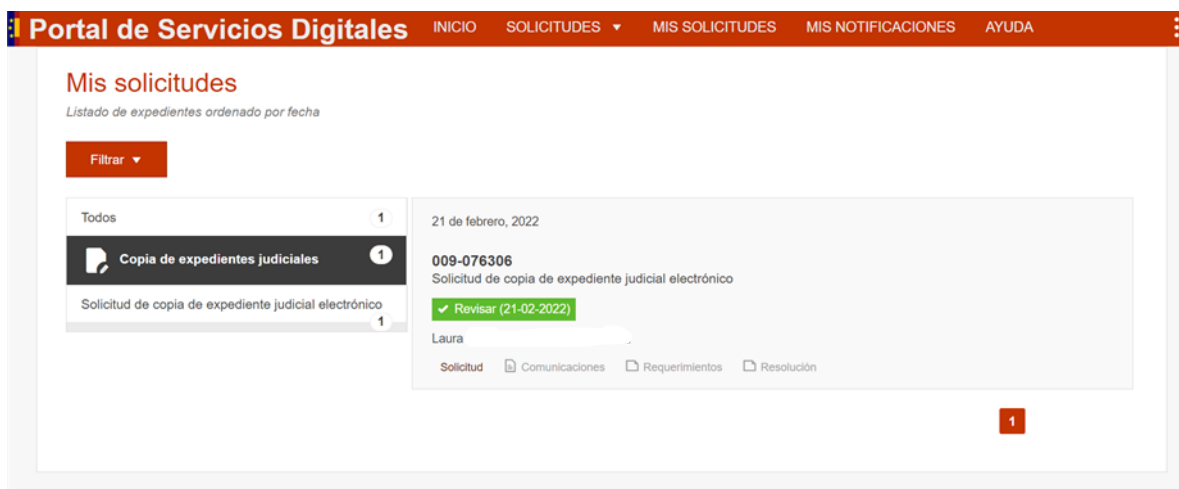 Portal de Servicios Digitales INICIO SOLICITUDES MIS SOLICITUDES MIS NOTIFICACIONES AYUDA
Mis solicitudes
Listado de expedientes ordenado por fecha
Filtrar
Todos 1
Copia de expedientes judiciales 1
Solicitud de copia de expediente judicial electrónico
1
21 de febrero, 2022
009-076306
Solicitud de copia de expediente judicial electrónico
Revisar (21-02-2022)
Laura
Solicitud Comunicaciones Requerimientos Resolución
1